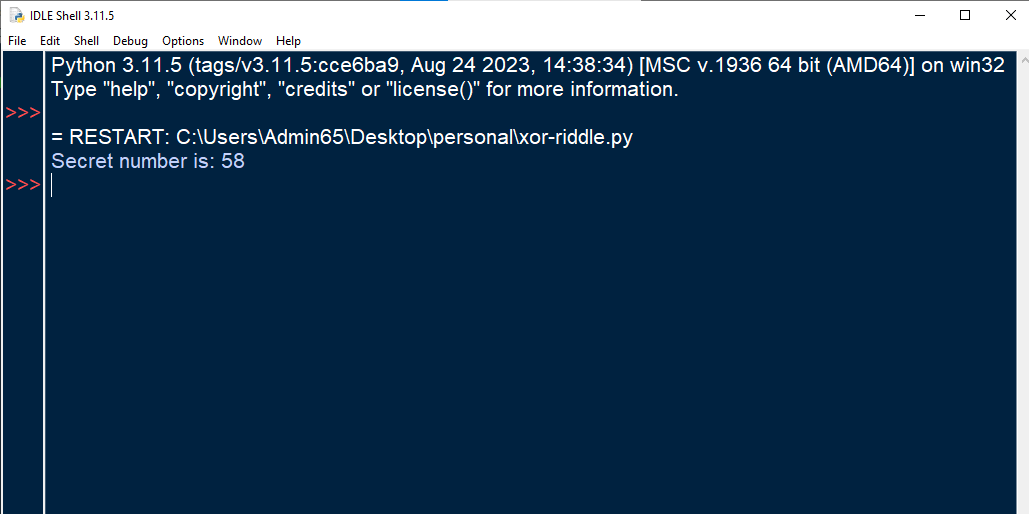 IDLE Shell 3.11.5
File Edit Shell Debug Options Window Help
Python 3.11.5 (tags/v3.11.5:cce6ba9, Aug 24 2023, 14:38:34) [MSC v.1936 64 bit (AMD64)] on win32
Type "help", "copyright", "credits" or "license()" for more information.
>>>
= RESTART: C:\Users\Admin65\Desktop\personal\xor-riddle.py
Secret number is: 58
>>>